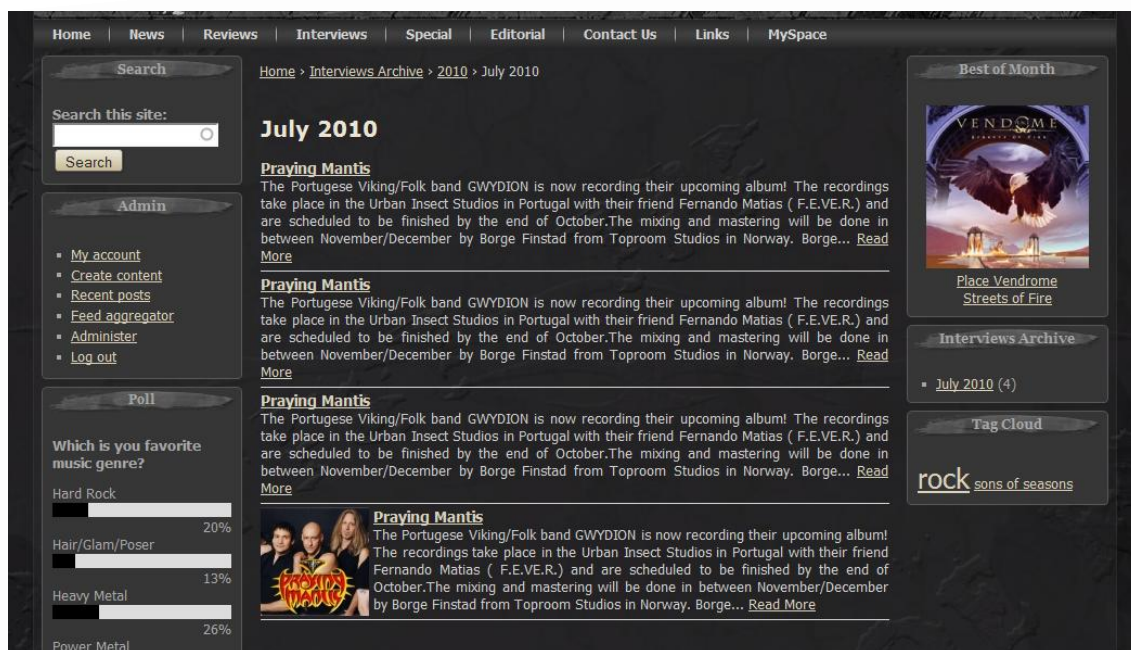 Home | News | Reviews | Interviews | Special | Editorial | Contact Us | Links | MySpace
Search
Search this site:
Search
Admin
My account
Create content
Recent posts
Feed aggregator
Administer
Log out
Poll
Which is you favorite
music genre?
Hard Rock
20%
Hair/Glam/Poser
13%
Heavy Metal
26%
Power Metal
Home › Interviews Archive › 2010 › July 2010
July 2010
Praying Mantis
The Portugese Viking/Folk band GWYDION is now recording their upcoming album! The recordings
take place in the Urban Insect Studios in Portugal with their friend Fernando Matias ( F.E.VE.R.) and
are scheduled to be finished by the end of October.The mixing and mastering will be done in
between November/December by Borge Finstad from Toproom Studios in Norway. Borge... Read
More
Praying Mantis
The Portugese Viking/Folk band GWYDION is now recording their upcoming album! The recordings
take place in the Urban Insect Studios in Portugal with their friend Fernando Matias ( F.E.VE.R.) and
are scheduled to be finished by the end of October.The mixing and mastering will be done in
between November/December by Borge Finstad from Toproom Studios in Norway. Borge... Read
More
Praying Mantis
The Portugese Viking/Folk band GWYDION is now recording their upcoming album! The recordings
take place in the Urban Insect Studios in Portugal with their friend Fernando Matias ( F.E.VE.R.) and
are scheduled to be finished by the end of October.The mixing and mastering will be done in
between November/December by Borge Finstad from Toproom Studios in Norway. Borge... Read
More
PRAYING
MANTIS
Praying Mantis
The Portugese Viking/Folk band GWYDION is now recording their upcoming album!
The recordings take place in the Urban Insect Studios in Portugal with their friend
Fernando Matias ( F.E.VE.R.) and are scheduled to be finished by the end of
October.The mixing and mastering will be done in between November/December
by Borge Finstad from Toproom Studios in Norway. Borge... Read More
Best of Month
VENDOME
STREETS OF FIRE
Place Vendrome
Streets of Fire
Interviews Archive
July 2010 (4)
Tag Cloud
rock sons of seasons